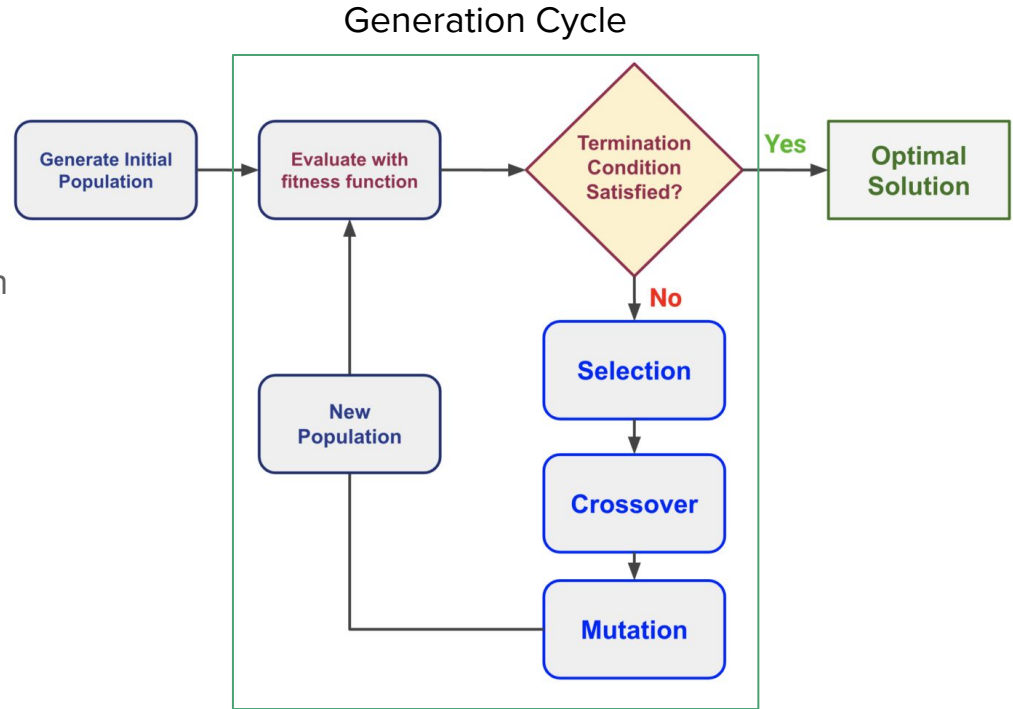 Generation Cycle
Generate Initial
Population
Evaluate with
fitness function
Termination
Condition
Satisfied?
Yes
Optimal
Solution
No
Selection
New
Population
Crossover
Mutation